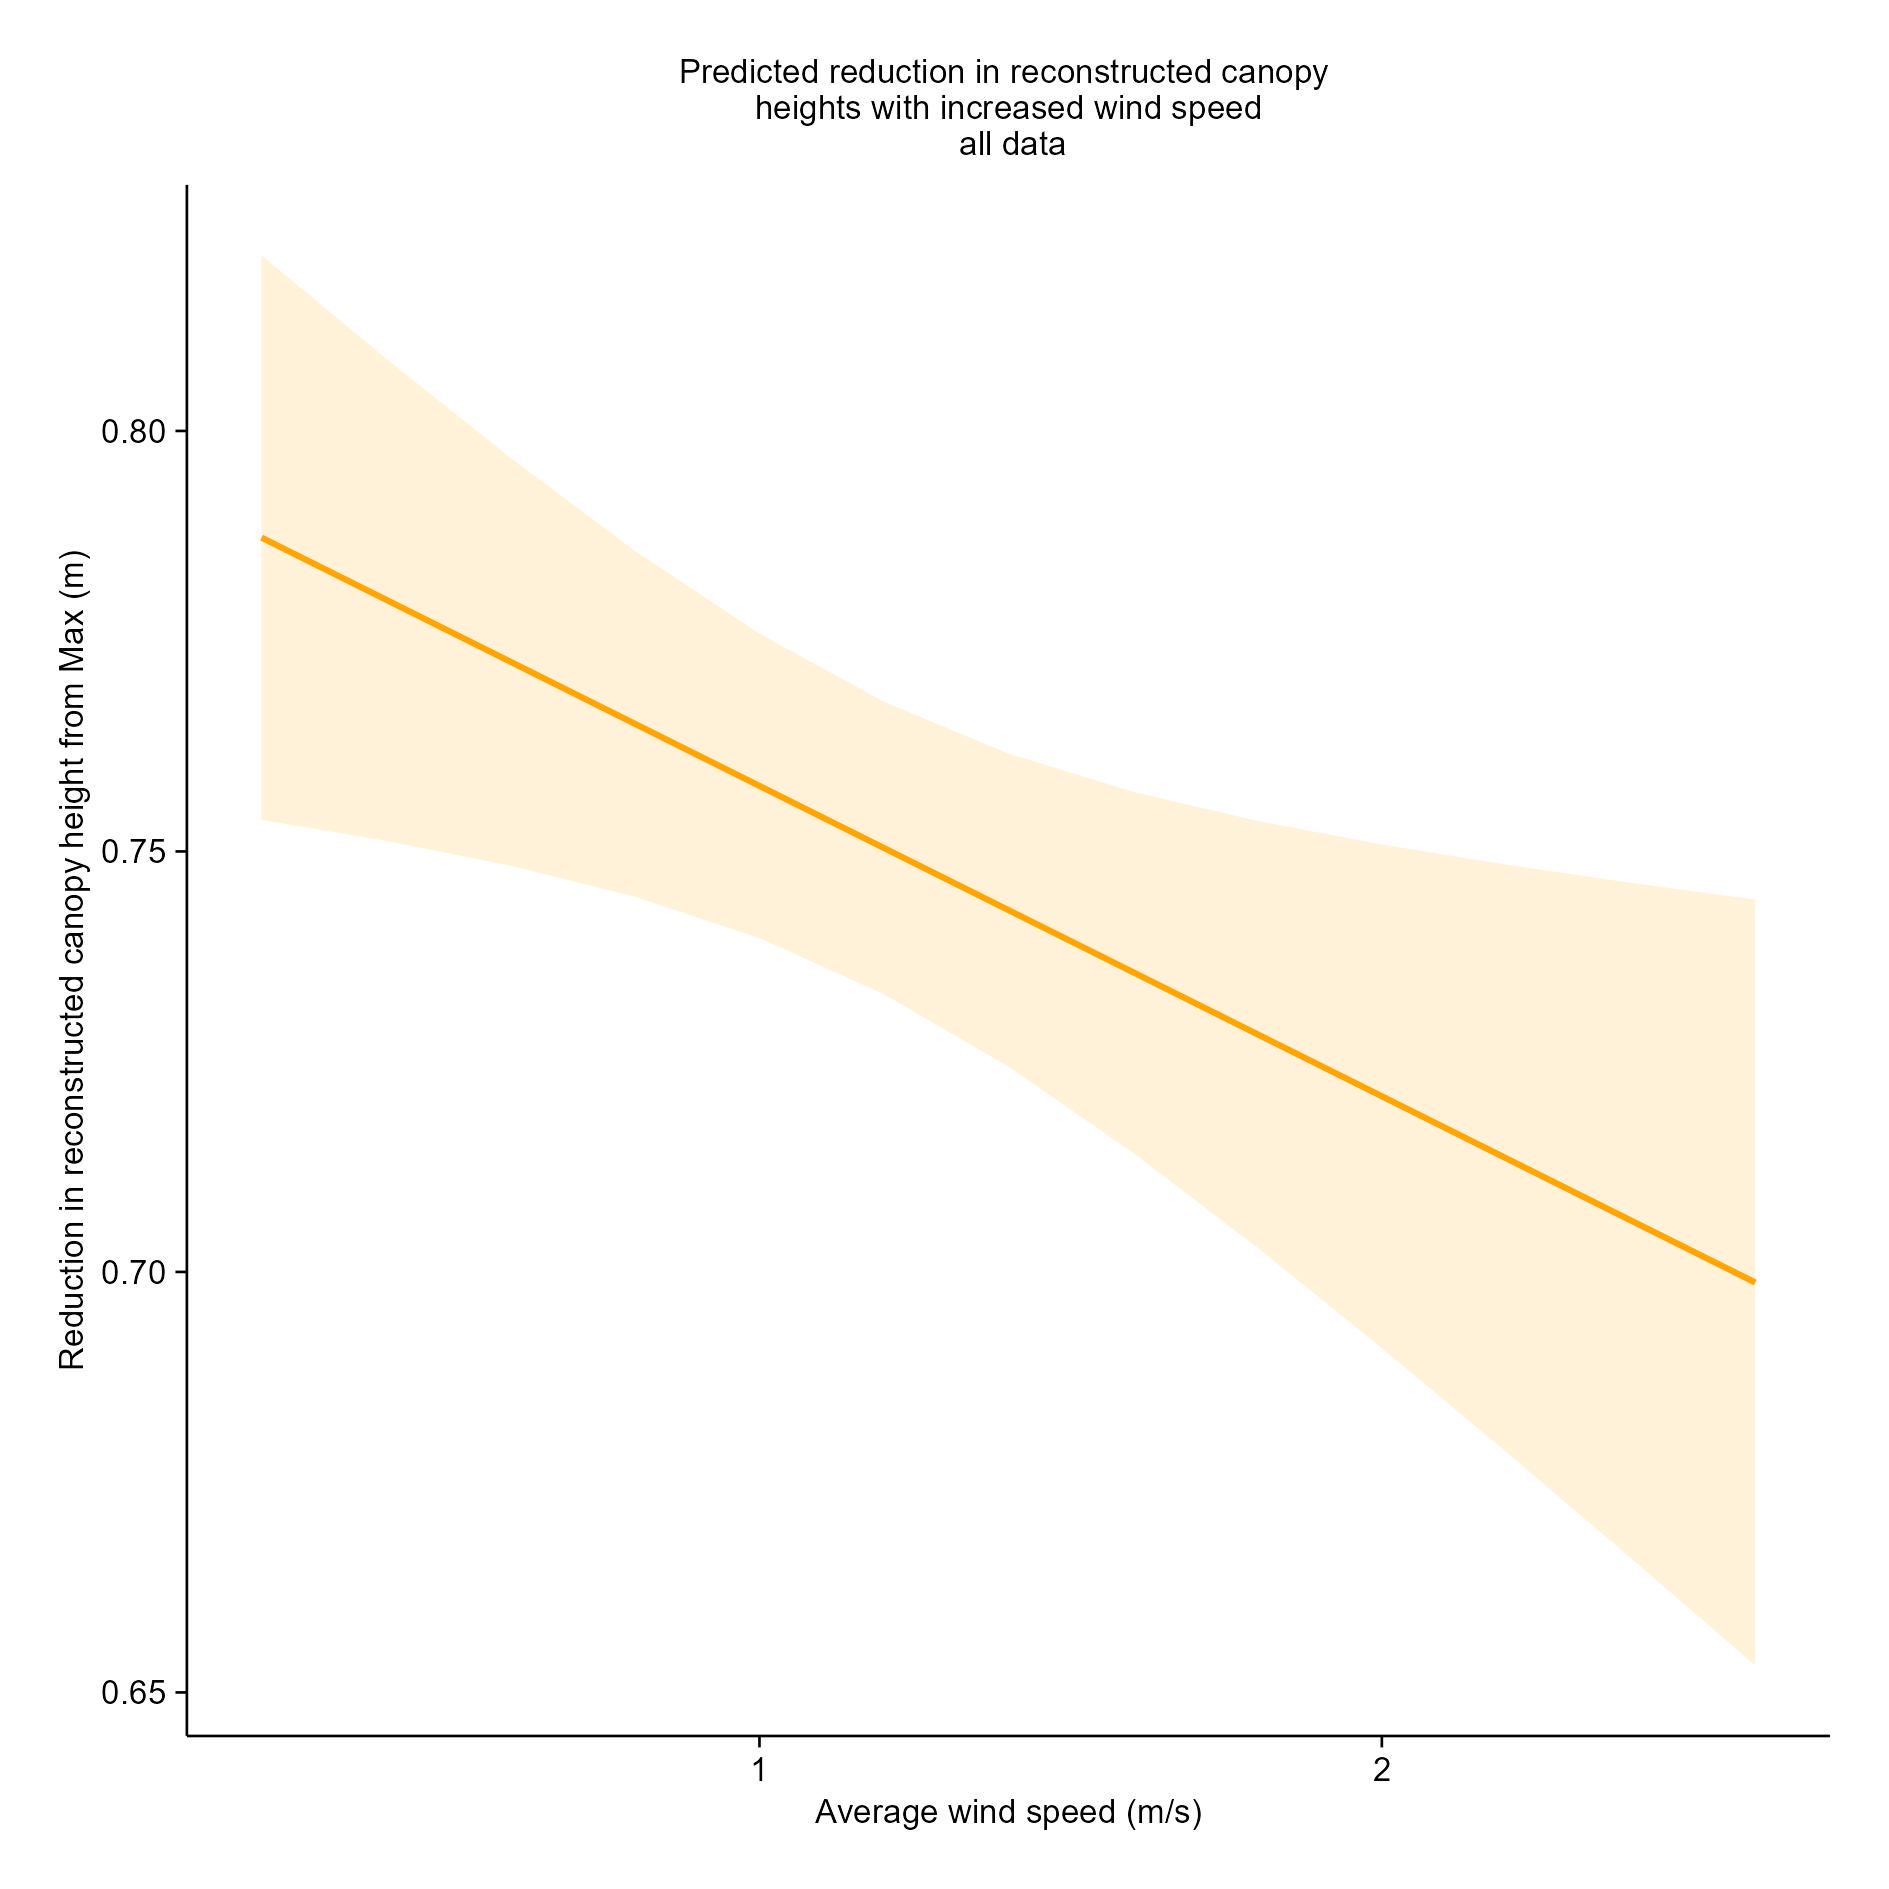 Predicted reduction in reconstructed canopy
heights with increased wind speed
all data
Reduction in reconstructed canopy height from Max (m)
0.80
0.75
0.70
0.65
1
2
Average wind speed (m/s)